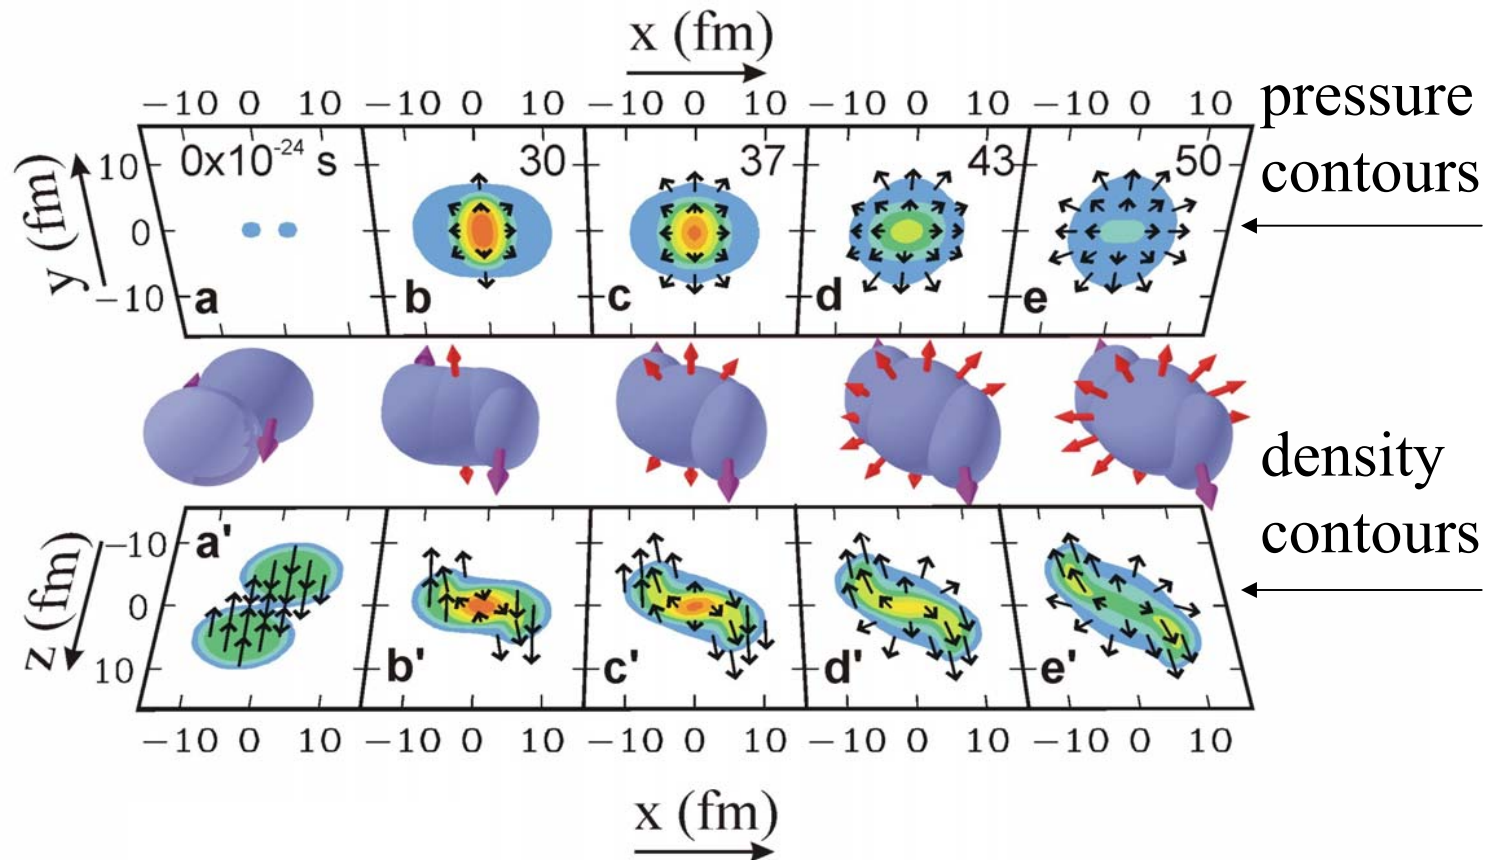 x (fm)
−10 0 10 −10 0 10 −10 0 10 −10 0 10 −10 0 10
pressure
contours
y (fm)
10
0
−10
0x10-24 s
30
37
43
50
a
b
c
d
e
density
contours
z (fm)
−10
0
10
a'
b'
c'
d'
e'
−10 0 10 −10 0 10 −10 0 10 −10 0 10 −10 0 10
x (fm)